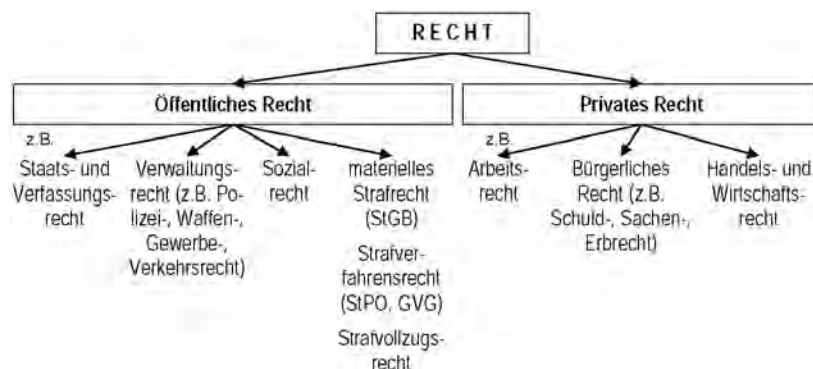 RECHT
Öffentliches Recht
Privates Recht
z.B.
Staats- und
Verfassungs-
recht
Verwaltungs-
recht (z.B. Po-
lizei-, Waffen-,
Gewerbe-,
Verkehrsrecht)
Sozial-
recht
materielles
Strafrecht
(StGB)
Strafver-
fahrensrecht
(StPO, GVG)
Strafvollzugs-
recht
z.B.
Arbeits-
recht
Bürgerliches
Recht (z.B.
Schuld-, Sachen-,
Erbrecht)
Handels- und
Wirtschafts-
recht